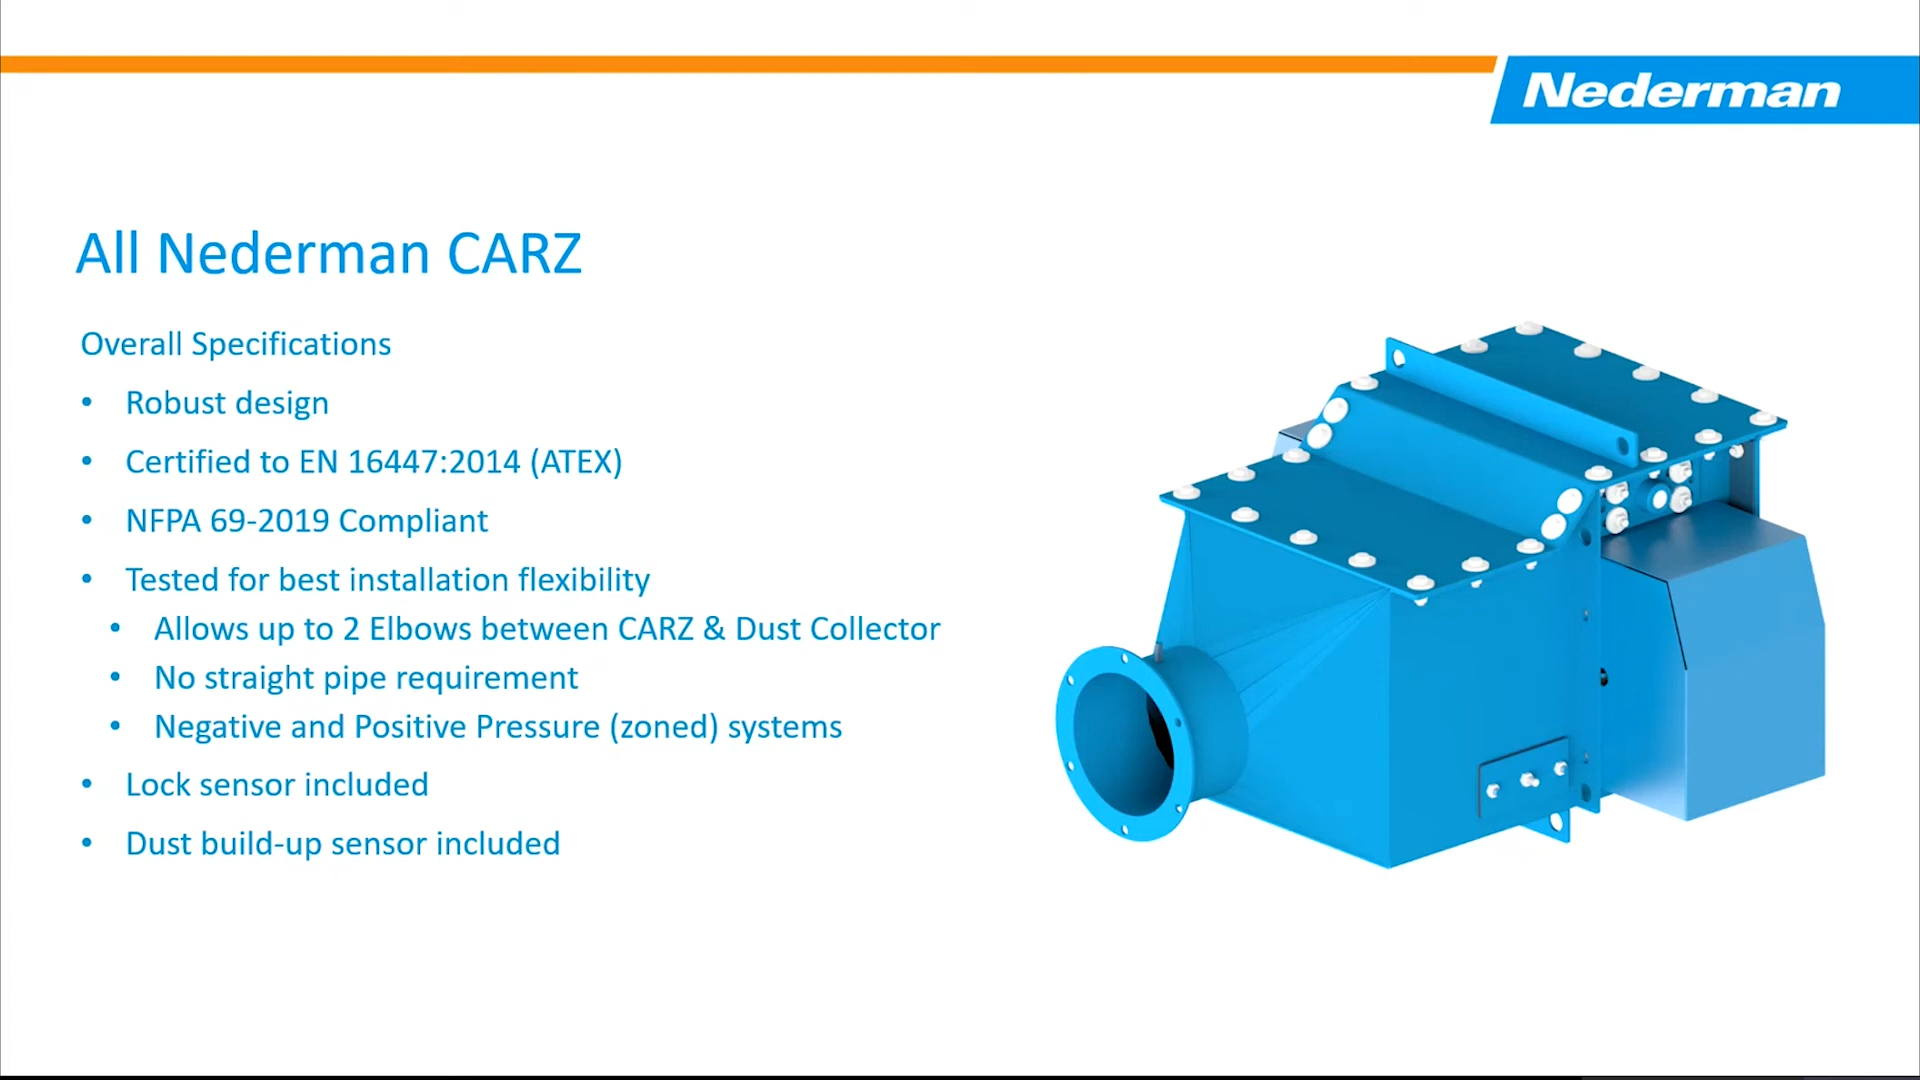 Nederman
All Nederman CARZ
Overall Specifications
• Robust design
• Certified to EN 16447:2014 (ATEX)
• NFPA 69-2019 Compliant
• Tested for best installation flexibility
• Allows up to 2 Elbows between CARZ & Dust Collector
• No straight pipe requirement
• Negative and Positive Pressure (zoned) systems
• Lock sensor included
• Dust build-up sensor included